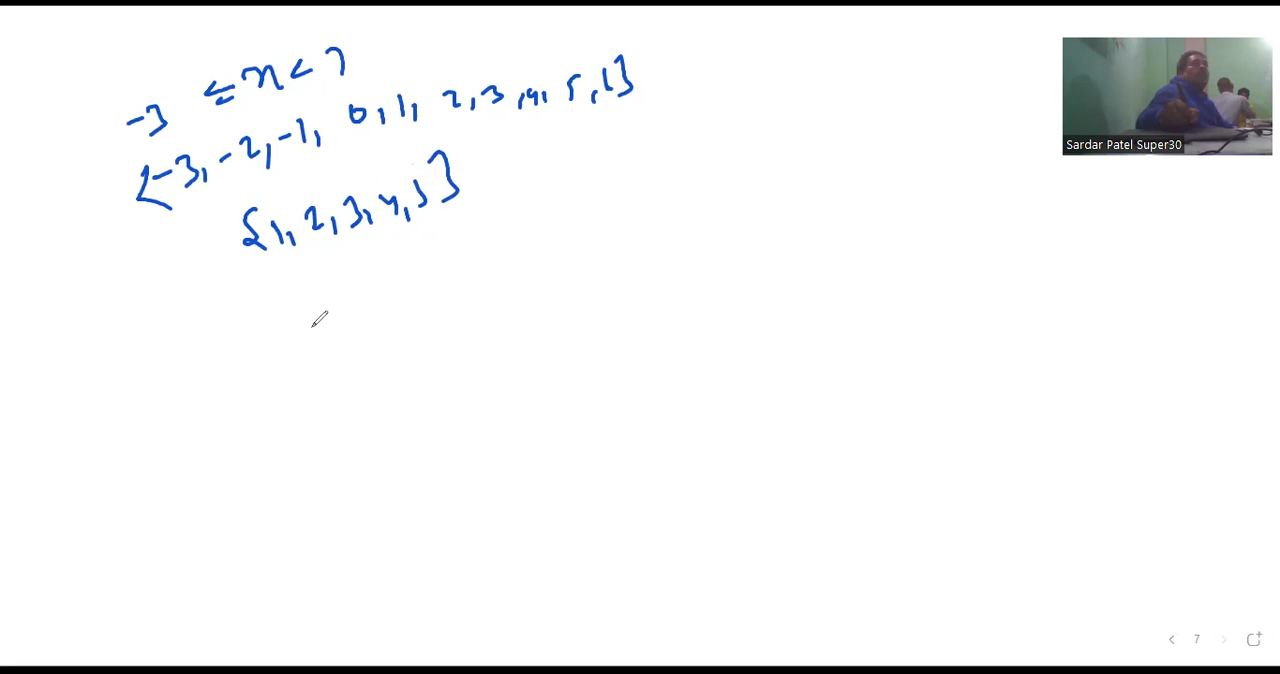 -3 ≤ x < 7
{-3, -2, -1, 0, 1, 2, 3, 4, 5, 6}
{1, 2, 3, 4, 5}
Sardar Patel Super30
7